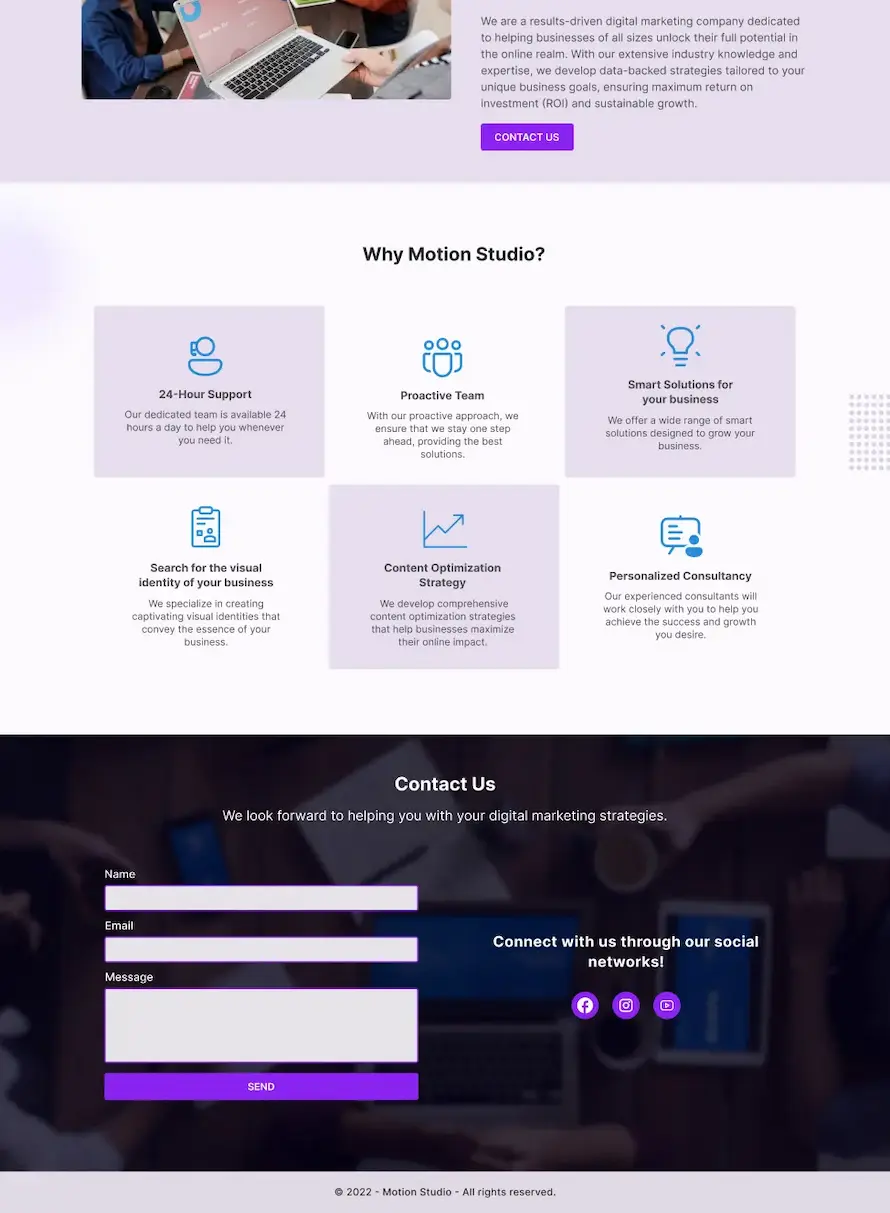 We are a results-driven digital marketing company dedicated
to helping businesses of all sizes unlock their full potential in
the online realm. With our extensive industry knowledge and
expertise, we develop data-backed strategies tailored to your
unique business goals, ensuring maximum return on
investment (ROI) and sustainable growth.
CONTACT US
Why Motion Studio?
24-Hour Support
Our dedicated team is available 24
hours a day to help you whenever
you need it.
Proactive Team
With our proactive approach, we
ensure that we stay one step
ahead, providing the best
solutions.
Smart Solutions for
your business
We offer a wide range of smart
solutions designed to grow your
business.
Search for the visual
identity of your business
We specialize in creating
captivating visual identities that
convey the essence of your
business.
Content Optimization
Strategy
We develop comprehensive
content optimization strategies
that help businesses maximize
their online impact.
Personalized Consultancy
Our experienced consultants will
work closely with you to help you
achieve the success and growth
you desire.
Contact Us
We look forward to helping you with your digital marketing strategies.
Name
Email
Message
SEND
Connect with us through our social
networks!
© 2022 - Motion Studio - All rights reserved.